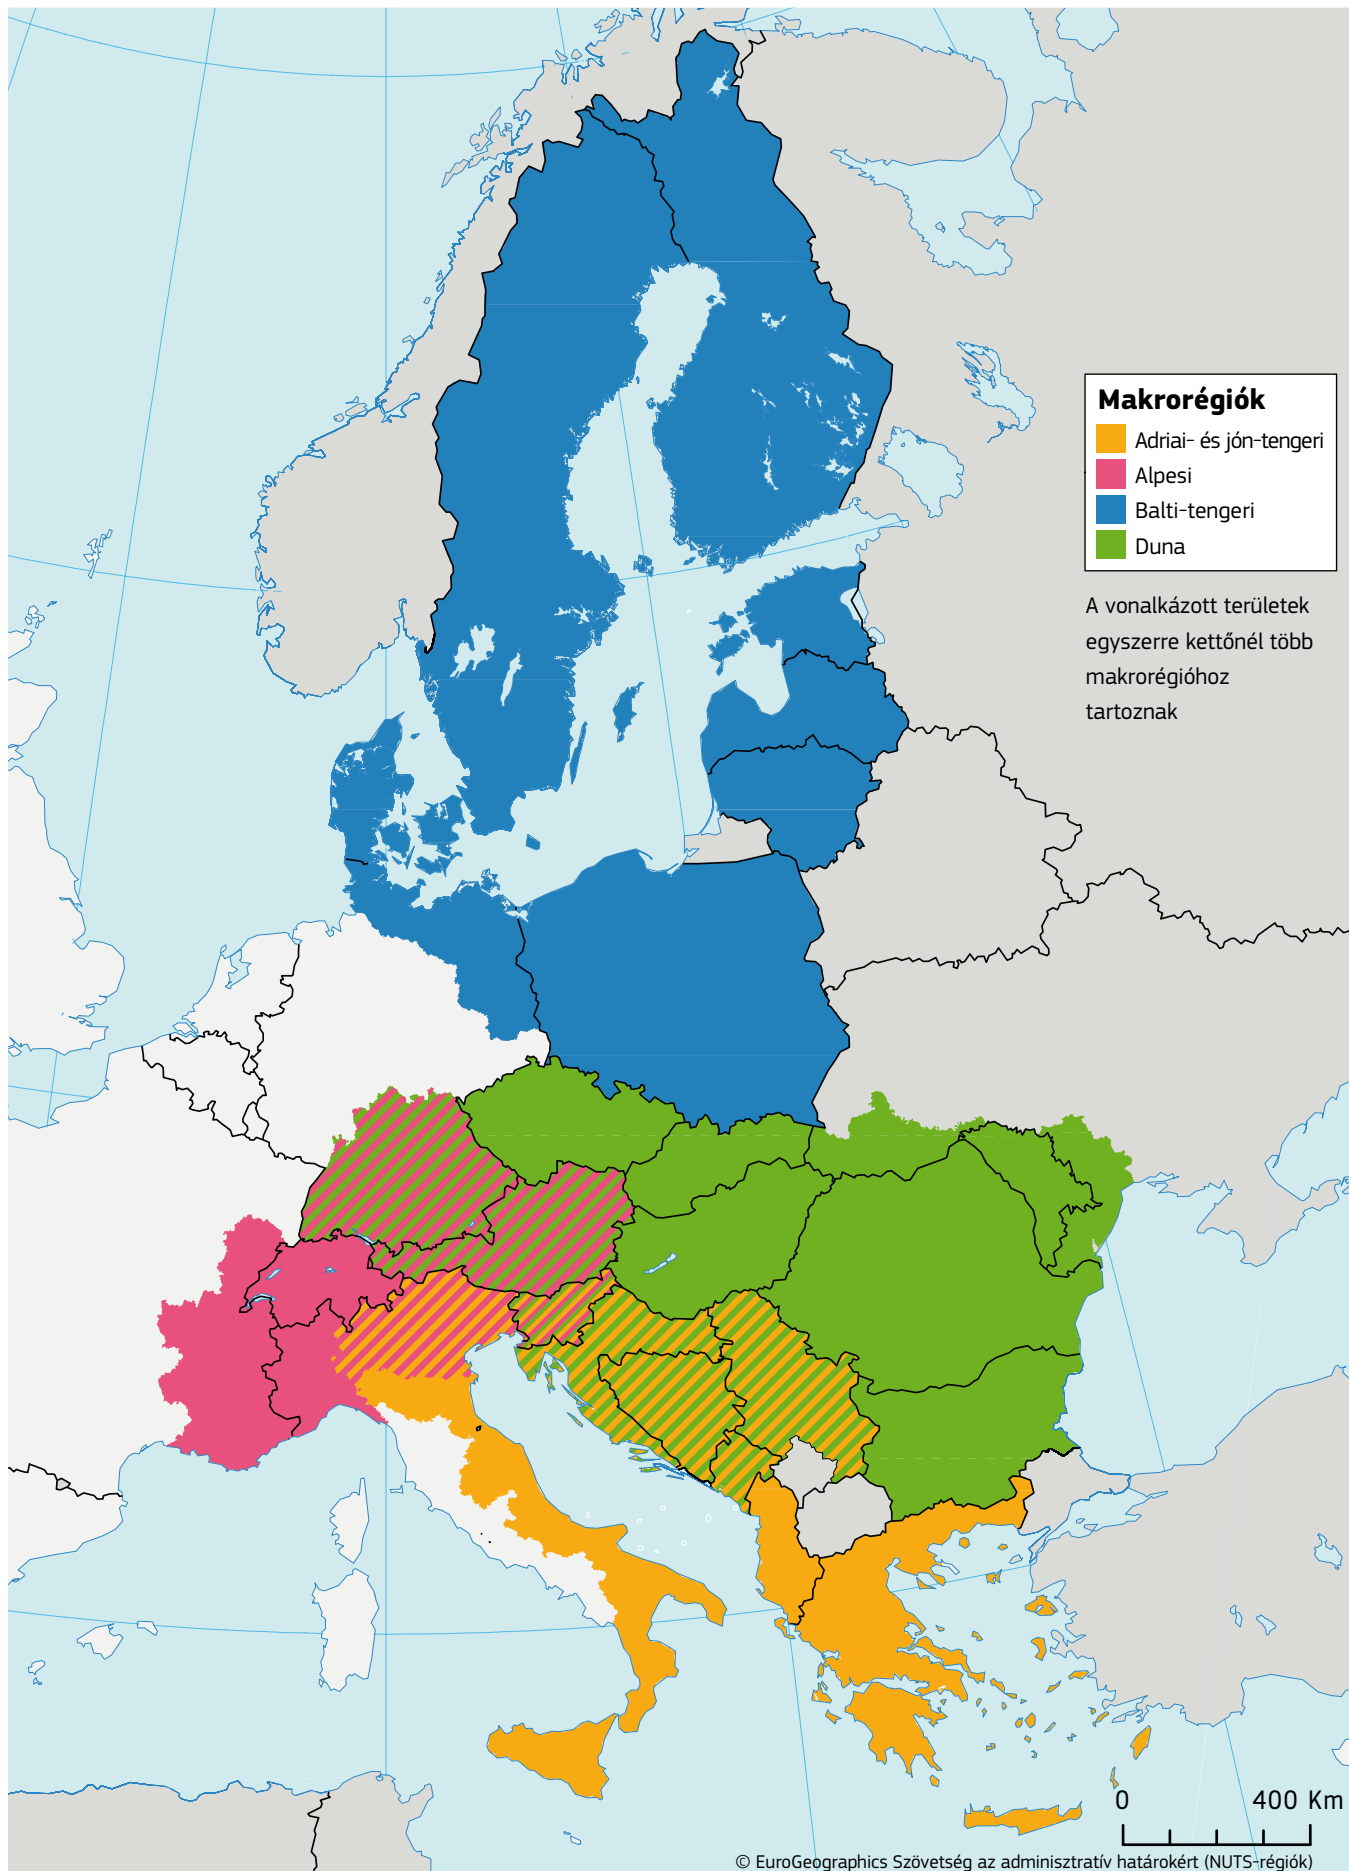 Makrorégiók
Adriai- és jón-tengeri
Alpesi
Balti-tengeri
Duna
A vonalkázott területek
egyszerre kettőnél több
makrorégióhoz
tartoznak
0 400 Km
© EuroGeographics Szövetség az adminisztratív határokért (NUTS-régiók)